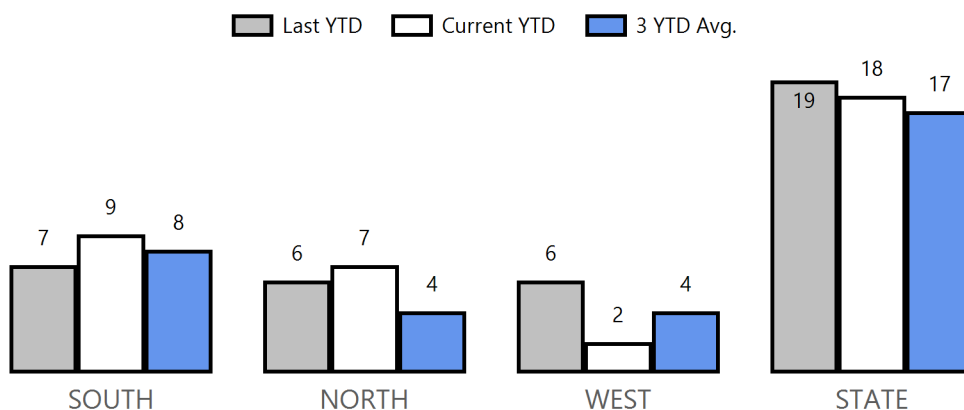 Last YTD Current YTD 3 YTD Avg.
7 9 8 6 7 4 6 2 4 19 18 17
SOUTH NORTH WEST STATE